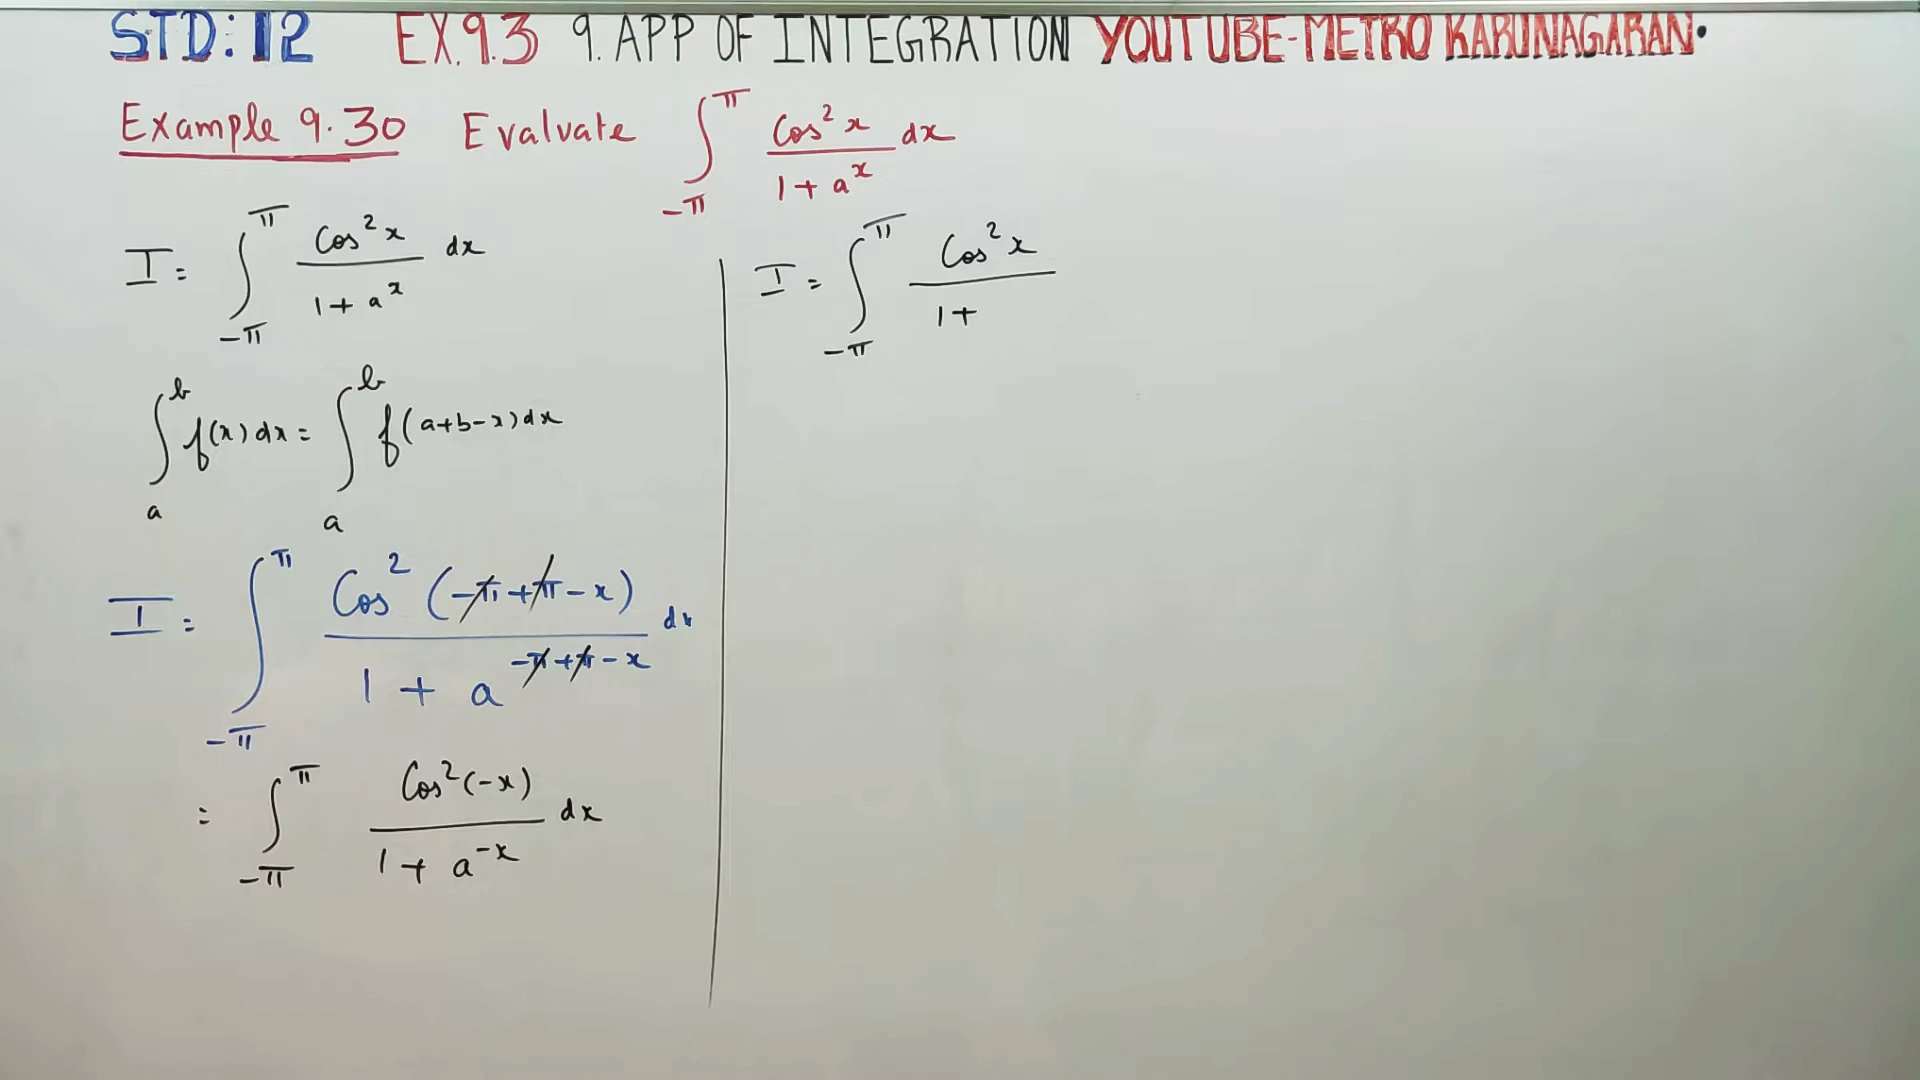 STD: 12 EX.9.3 9. APP OF INTEGRATION YOUTUBE-METRO KARUNAGARAN.
Example 9.30 Evalvate ∫_{-π}^{π} Cos²x / (1+a^x) dx
I = ∫_{-π}^{π} Cos²x / (1+a^x) dx
∫_a^b f(x) dx = ∫_a^b f(a+b-x) dx
I = ∫_{-π}^{π} Cos²(-π+π-x) / (1+a^{-π+π-x}) dx
= ∫_{-π}^{π} Cos²(-x) / (1+a^{-x}) dx
I = ∫_{-π}^{π} Cos²x / 1+